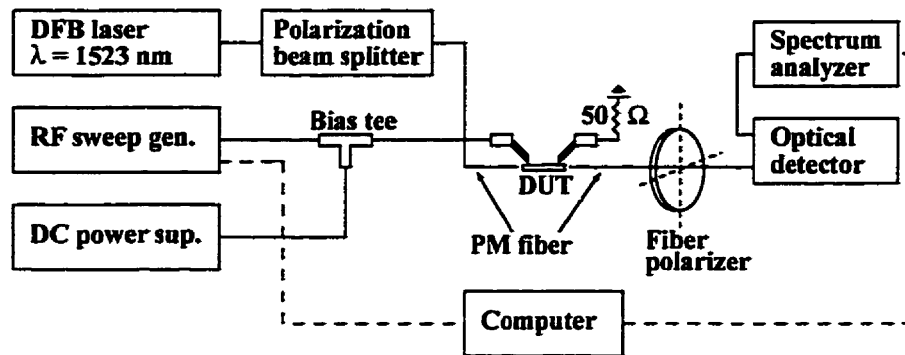 DFB laser
λ = 1523 nm
Polarization
beam splitter
Spectrum
analyzer
RF sweep gen.
Bias tee
50 Ω
Optical
detector
DUT
DC power sup.
PM fiber
Fiber
polarizer
Computer